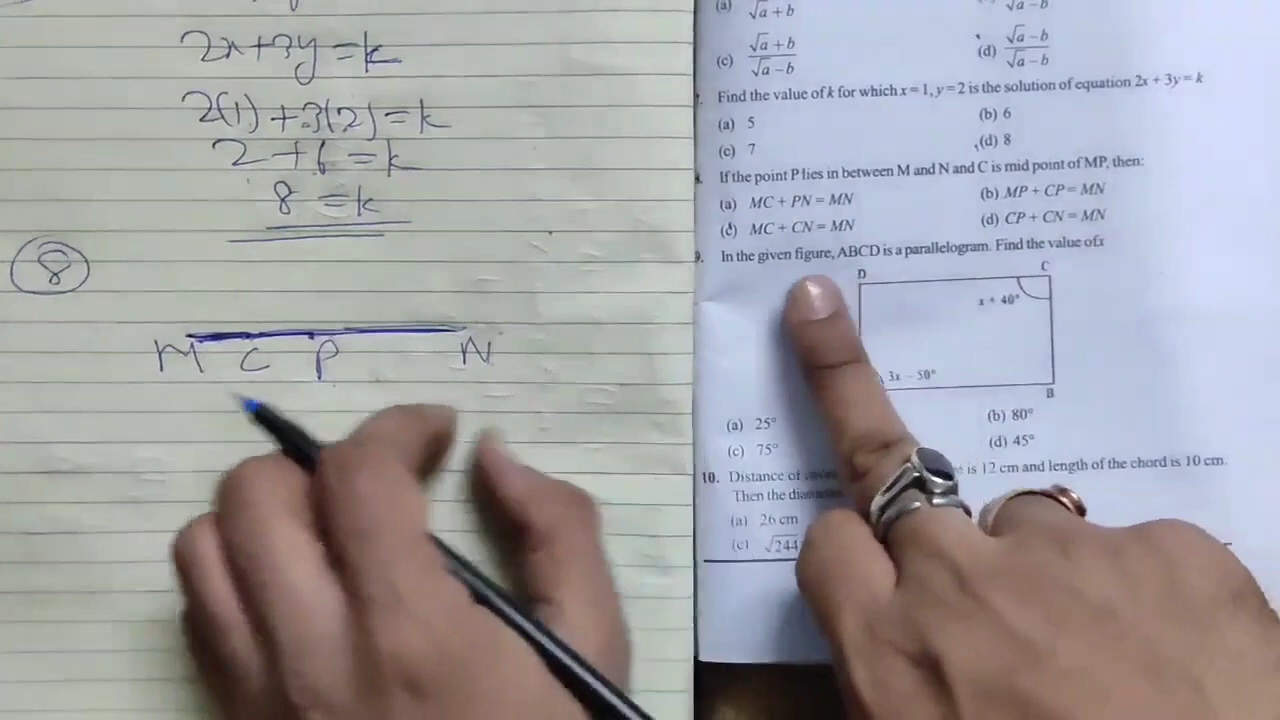 2x+3y=k
2(1)+3(2)=k
2+6=k
8=k
8
M C P N
(a) √a + b
√a – b
(c) √a + b / √a – b
(d) √a – b / √a – b
Find the value of k for which x = 1, y = 2 is the solution of equation 2x + 3y = k
(a) 5 (b) 6
(c) 7 (d) 8
If the point P lies in between M and N and C is mid point of MP, then:
(a) MC + PN = MN (b) MP + CP = MN
(c) MC + CN = MN (d) CP + CN = MN
9. In the given figure, ABCD is a parallelogram. Find the value of x
D C
x + 40°
3x – 50°
B
(a) 25° (b) 80°
(c) 75° (d) 45°
10. Distance of is 12 cm and length of the chord is 10 cm.
Then the
(a) 26 cm
(c) √244